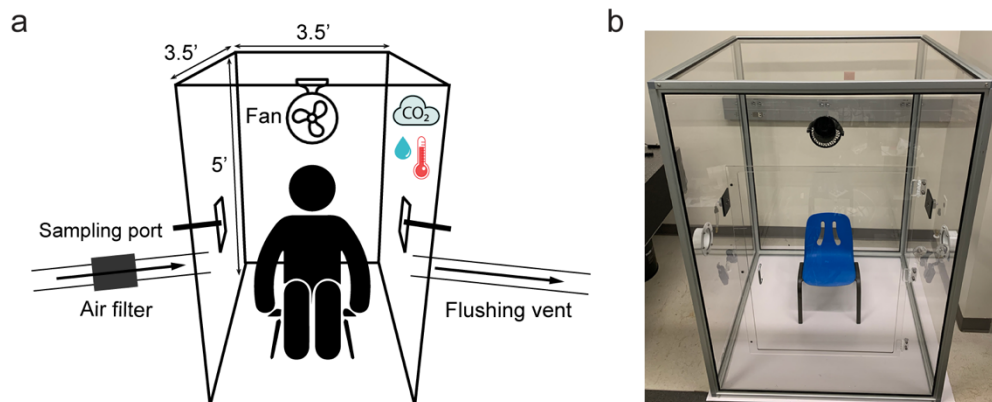 a
b
3.5’
3.5’
Fan
CO₂
5’
Sampling port
Air filter
Flushing vent